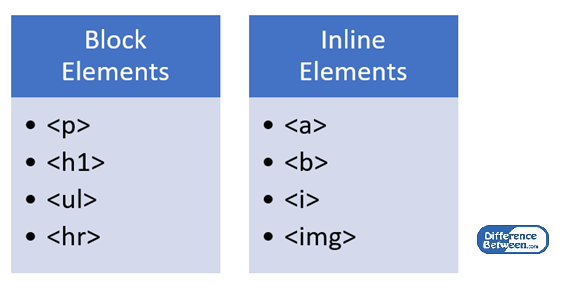 Block
Elements
• <p>
• <h1>
• <ul>
• <hr>
Inline
Elements
• <a>
• <b>
• <i>
• <img>
Difference
Between.com